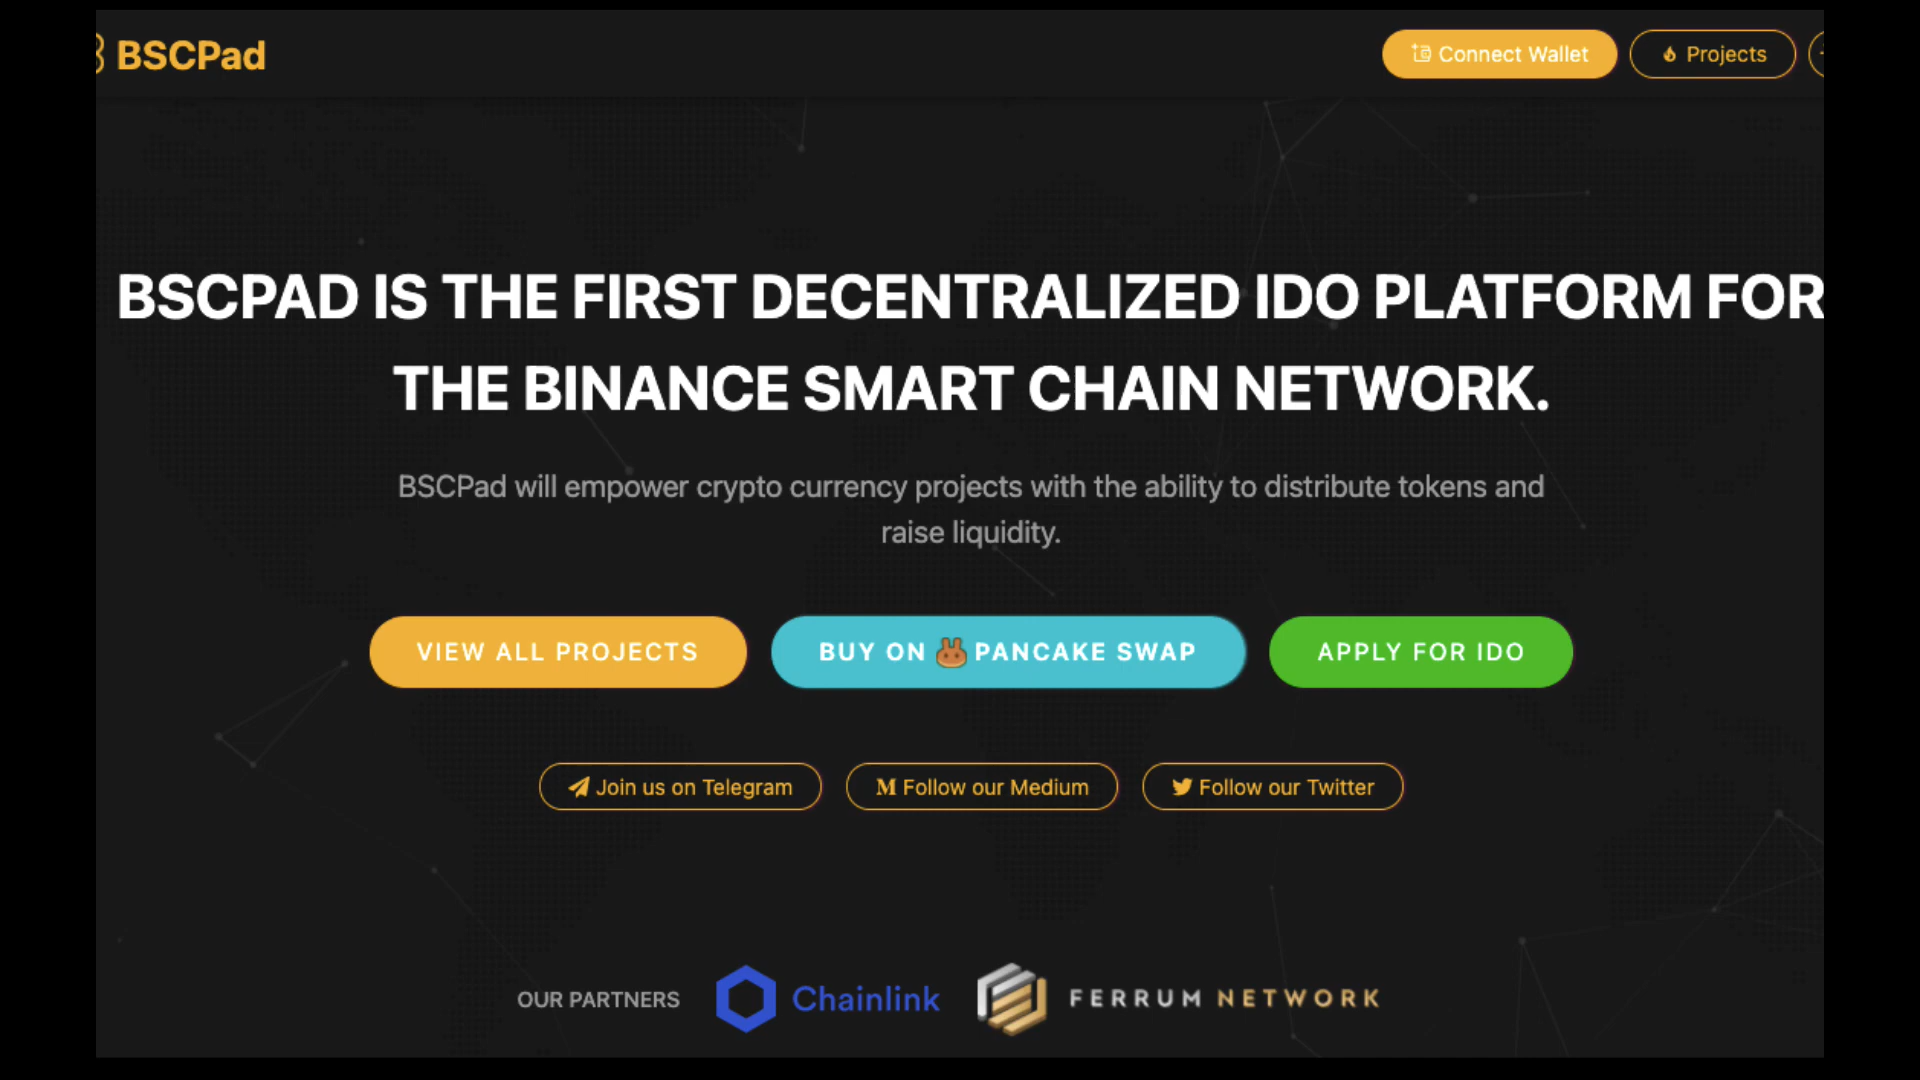 BSCPad
Connect Wallet
Projects
BSCPAD IS THE FIRST DECENTRALIZED IDO PLATFORM FOR
THE BINANCE SMART CHAIN NETWORK.
BSCPad will empower crypto currency projects with the ability to distribute tokens and
raise liquidity.
VIEW ALL PROJECTS
BUY ON PANCAKE SWAP
APPLY FOR IDO
Join us on Telegram
M Follow our Medium
Follow our Twitter
OUR PARTNERS
Chainlink
FERRUM NETWORK